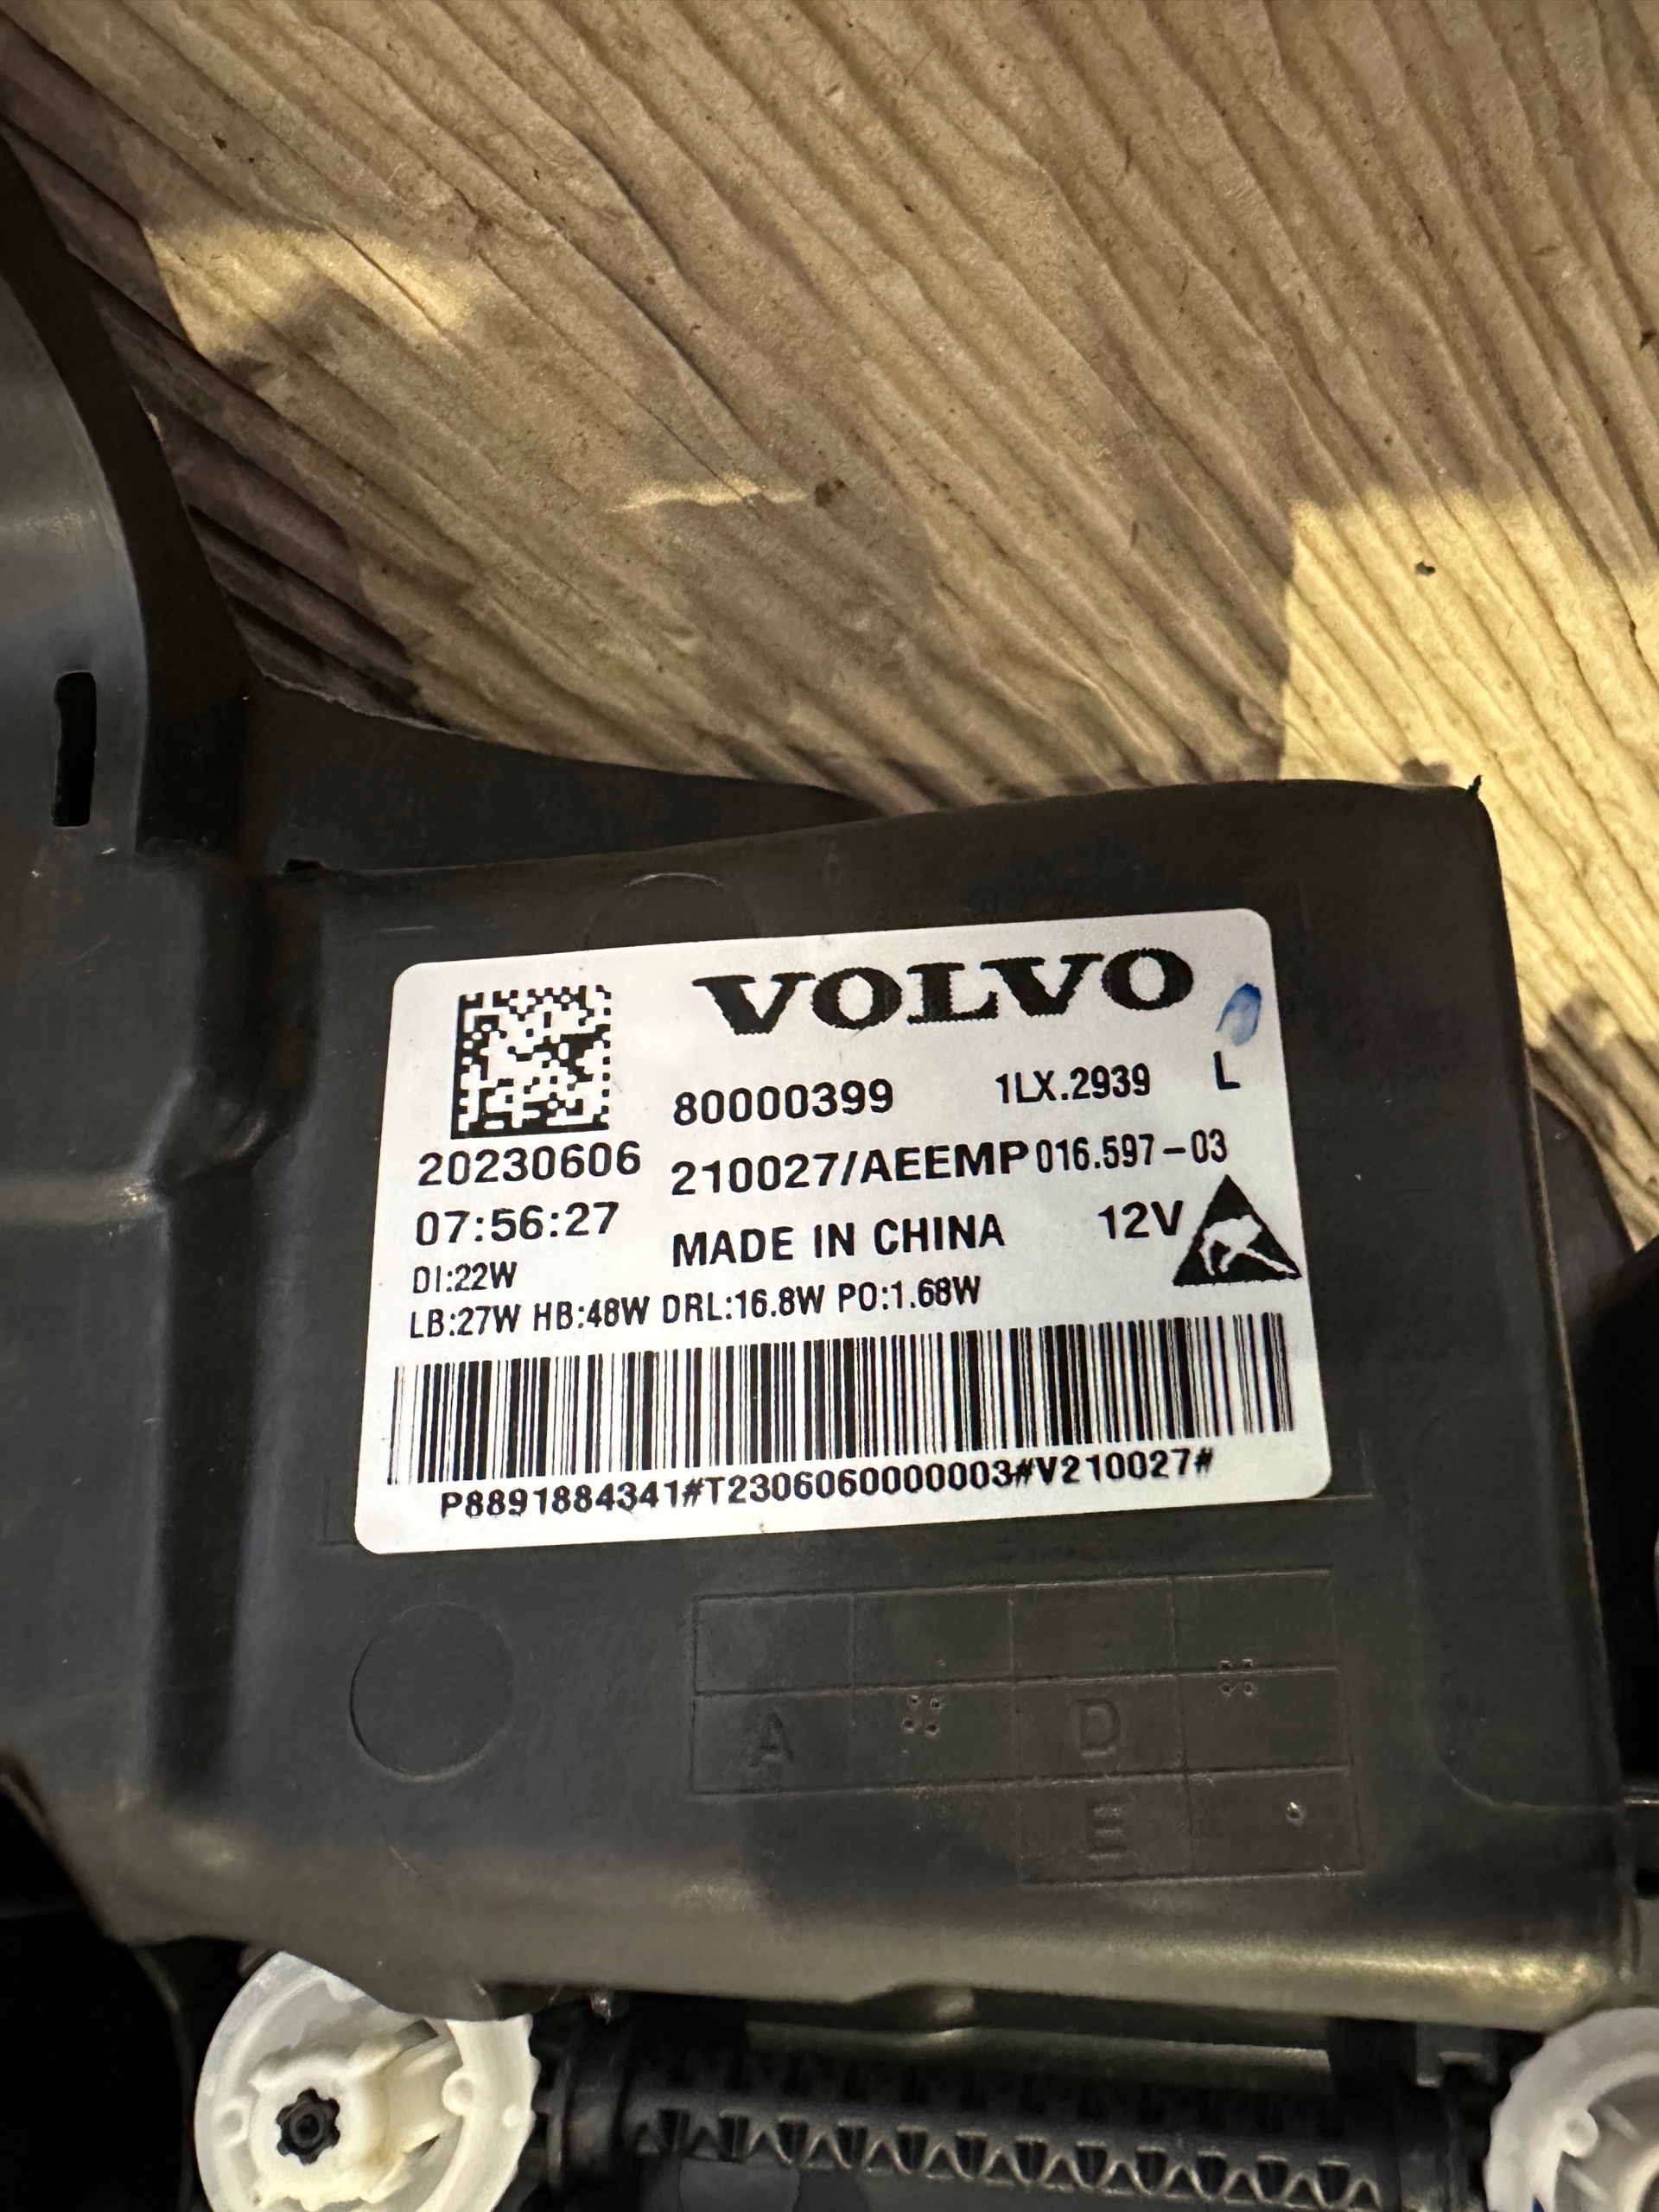 VOLVO
80000399 1LX.2939 L
20230606 210027/AEEMP 016.597-03
07:56:27 MADE IN CHINA 12V
DI:22W
LB:27W HB:48W DRL:16.8W PO:1.68W
P8891884341#T2306060000003#V210027#
A D
E